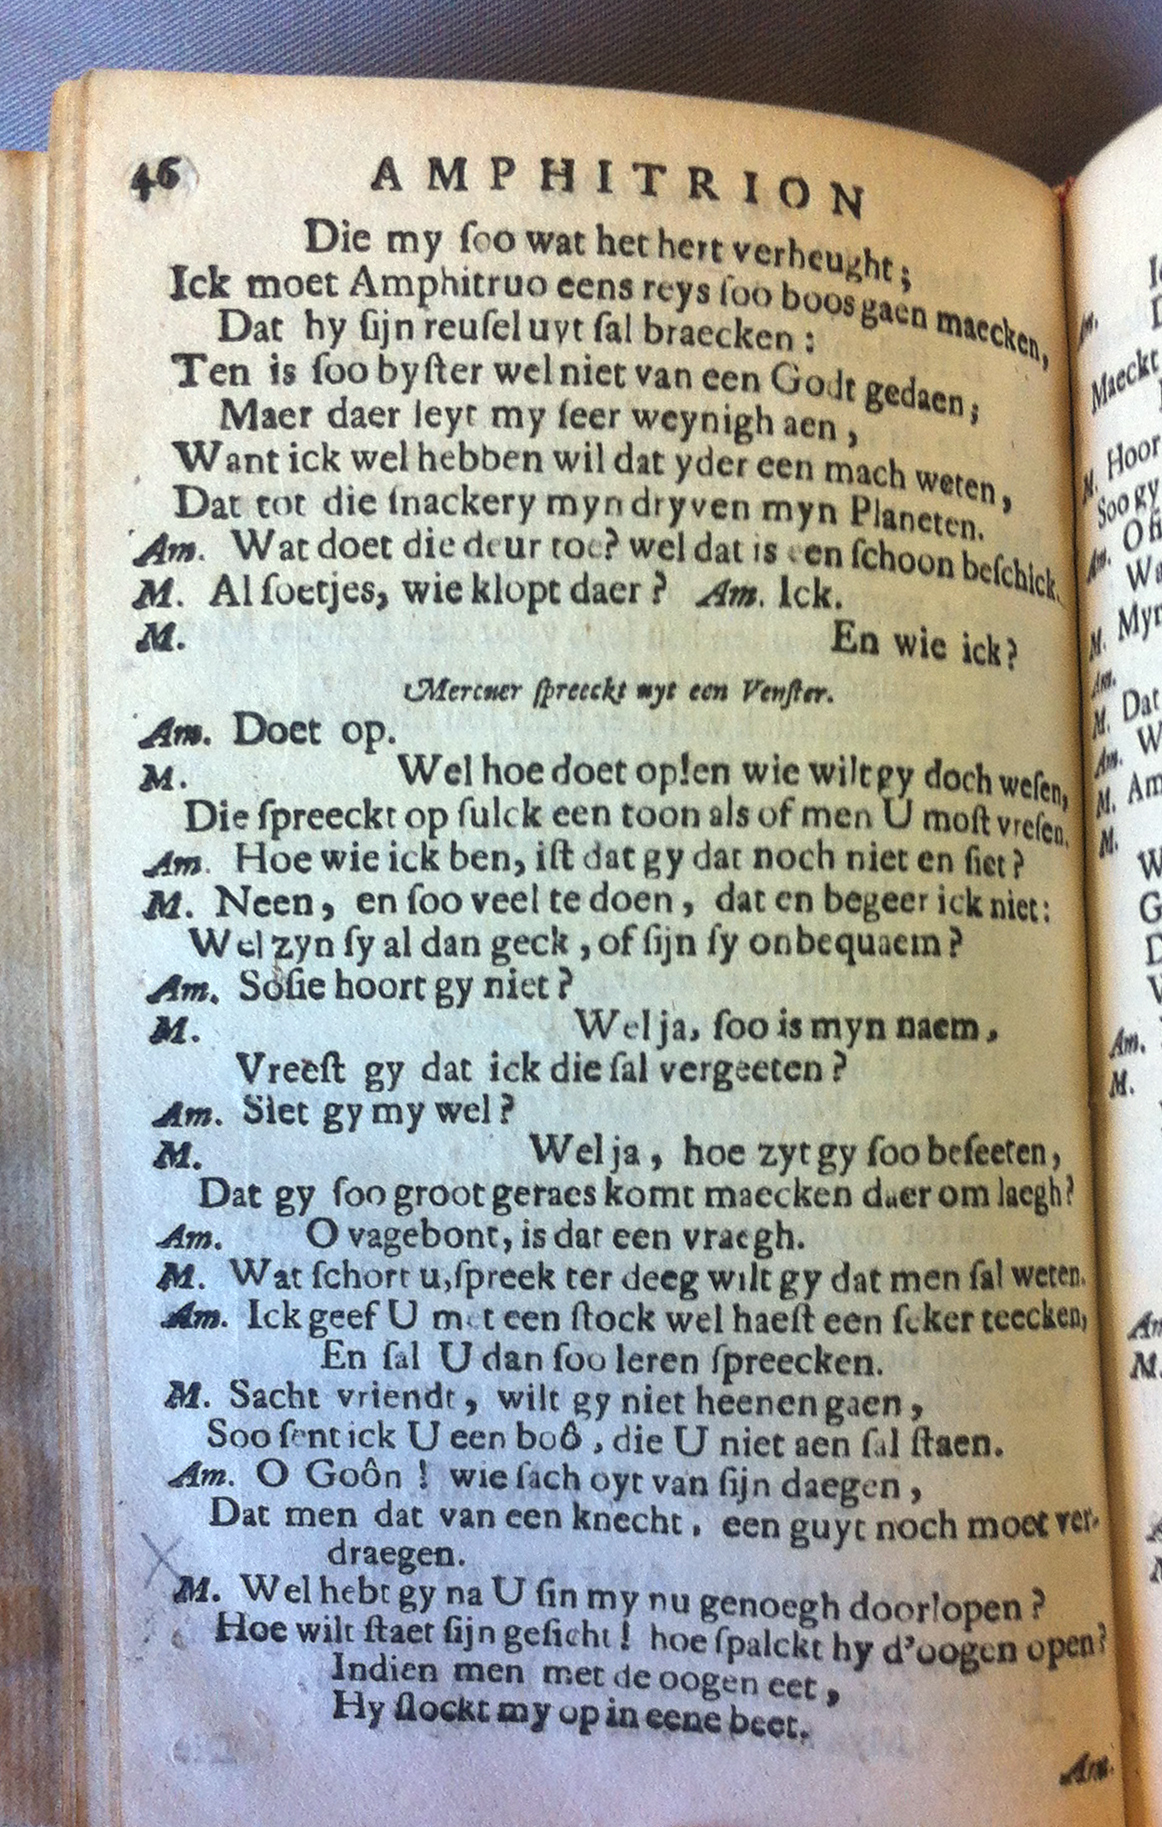 46 AMPHITRION
Die my ſoo wat het hert verheught;
Ick moet Amphitruo eens reys ſoo boos gaen maecken,
Dat hy ſijn reuſel uyt ſal braecken:
Ten is ſoo byſter wel niet van een Godt gedaen;
Maer daer leyt my ſeer weynigh aen,
Want ick wel hebben wil dat yder een mach weten,
Dat tot die ſnackery myn dryven myn Planeten.
Am. Wat doet die deur toe? wel dat is een ſchoon beſchick.
M. Al ſoetjes, wie klopt daer? Am. Ick.
M. En wie ick?
Mercuer ſpreeckt uyt een Venſter.
Am. Doet op.
M. Wel hoe doet op! en wie wilt gy doch weſen,
Die ſpreeckt op ſulck een toon als of men U moſt vreſen.
Am. Hoe wie ick ben, iſt dat gy dat noch niet en ſiet?
M. Neen, en ſoo veel te doen, dat en begeer ick niet:
Wel zyn ſy al dan geck, of ſijn ſy onbequaem?
Am. Soſie hoort gy niet?
M. Wel ja, ſoo is myn naem,
Vreeſt gy dat ick die ſal vergeeten?
Am. Siet gy my wel?
M. Wel ja, hoe zyt gy ſoo beſeeten,
Dat gy ſoo groot geraes komt maecken daer om laegh?
Am. O vagebont, is dat een vraegh.
M. Wat ſchort u, ſpreek ter deeg wilt gy dat men ſal weten.
Am. Ick geef U met een ſtock wel haeſt een ſeker teecken,
En ſal U dan ſoo leren ſpreecken.
M. Sacht vriendt, wilt gy niet heenen gaen,
Soo ſent ick U een boô, die U niet aen ſal ſtaen.
Am. O Goôn! wie ſach oyt van ſijn daegen,
Dat men dat van een knecht, een guyt noch moet ver-
draegen.
M. Wel hebt gy na U ſin my nu genoegh doorlopen?
Hoe wilt ſtaet ſijn geſicht! hoe ſpalckt hy d'oogen open?
Indien men met de oogen eet,
Hy ſlockt my op in eene beet.
Am.